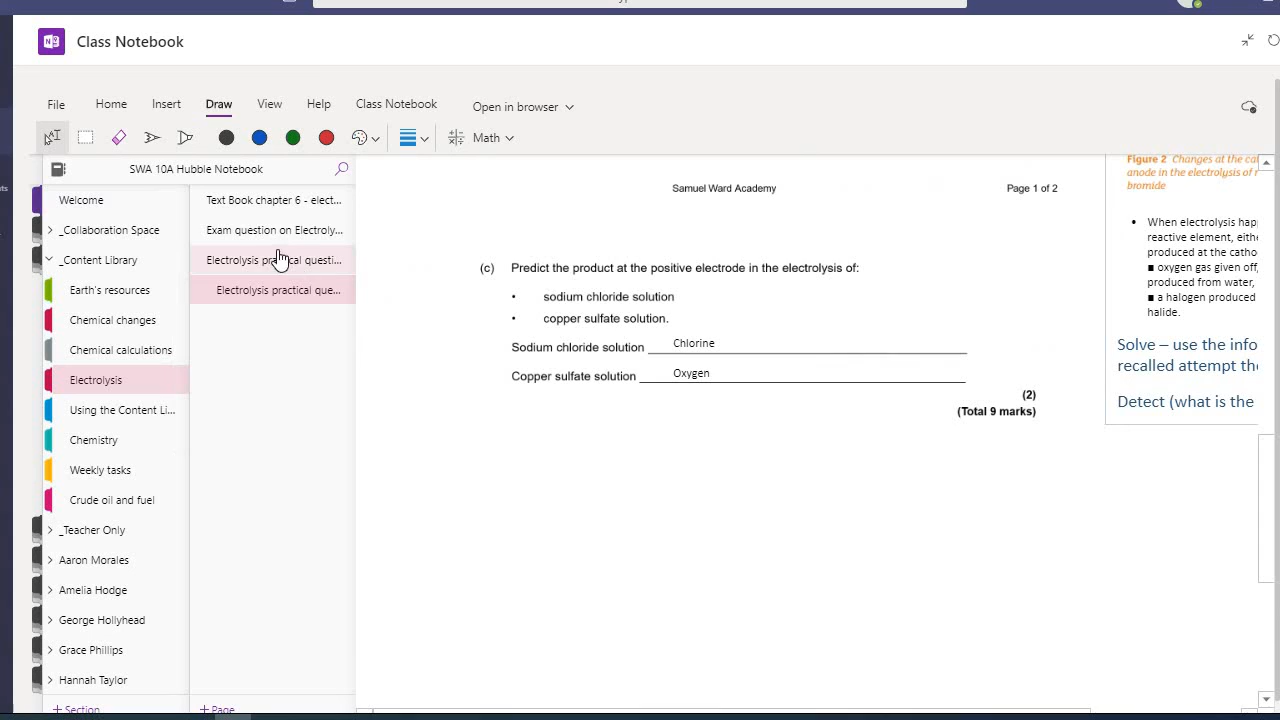 Class Notebook
File Home Insert Draw View Help Class Notebook Open in browser
Math
SWA 10A Hubble Notebook
Welcome
_Collaboration Space
_Content Library
Earth's resources
Chemical changes
Chemical calculations
Electrolysis
Using the Content Li...
Chemistry
Weekly tasks
Crude oil and fuel
_Teacher Only
Aaron Morales
Amelia Hodge
George Hollyhead
Grace Phillips
Hannah Taylor
+ Section
Text Book chapter 6 - elect...
Exam question on Electroly...
Electrolysis practical questi...
Electrolysis practical que...
+ Page
Samuel Ward Academy Page 1 of 2
(c) Predict the product at the positive electrode in the electrolysis of:
• sodium chloride solution
• copper sulfate solution.
Sodium chloride solution Chlorine
Copper sulfate solution Oxygen
(2)
(Total 9 marks)
Figure 2 Changes at the
anode in the electrolysis of
bromide
• When electrolysis
reactive element,
produced at the
■ oxygen gas given off,
produced from water,
■ a halogen produced
halide.
Solve – use the
recalled attempt
Detect (what is the